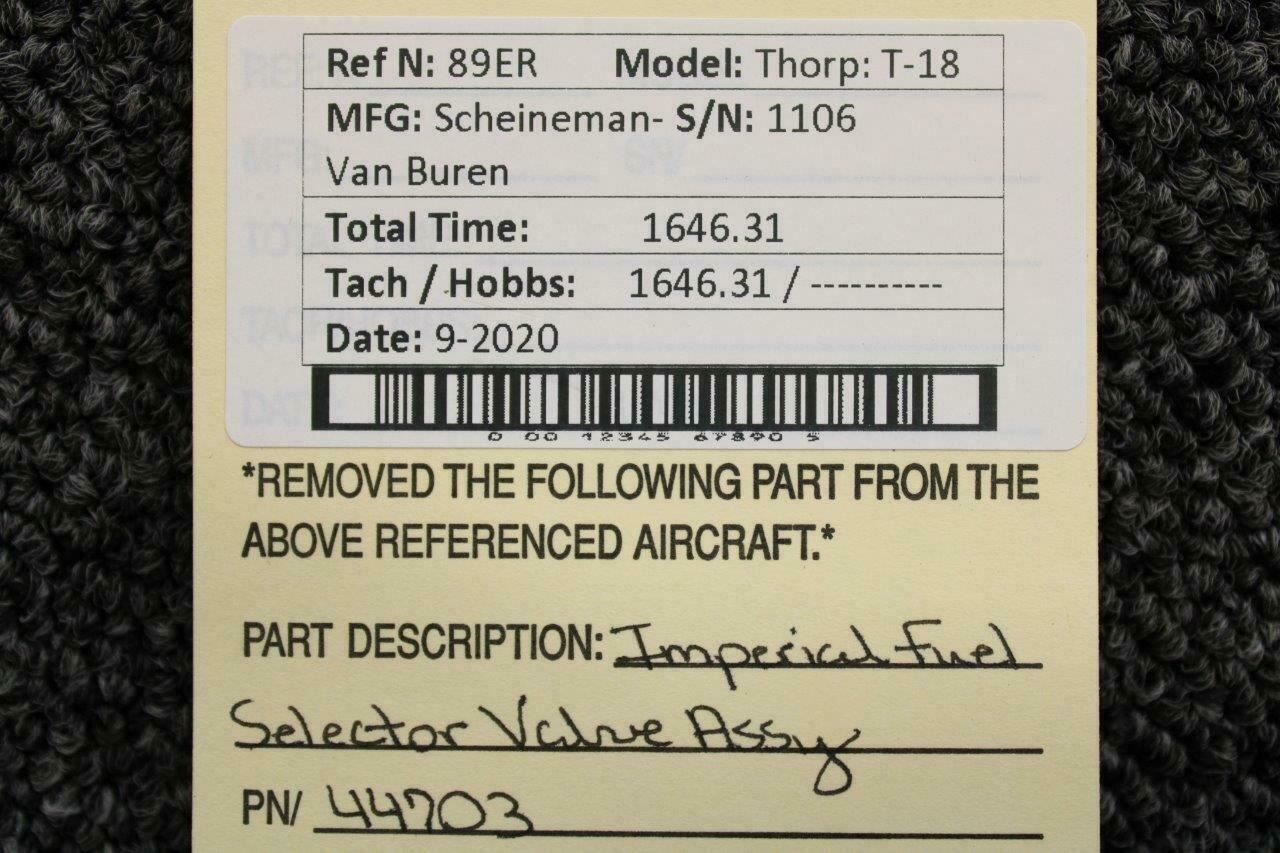 Ref N: 89ER Model: Thorp: T-18
MFG: Scheineman- S/N: 1106
Van Buren
Total Time: 1646.31
Tach / Hobbs: 1646.31 / ----------
Date: 9-2020
0 00 12345 67890 5
*REMOVED THE FOLLOWING PART FROM THE
ABOVE REFERENCED AIRCRAFT.*
PART DESCRIPTION: Imperical Fuel
Selector Valve Assy
PN/ 44703